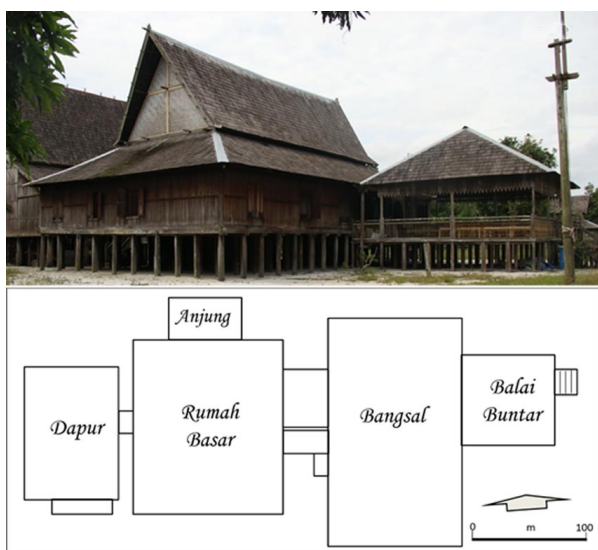 Anjung
Dapur
Rumah
Basar
Bangsal
Balai
Buntar
0 m 100